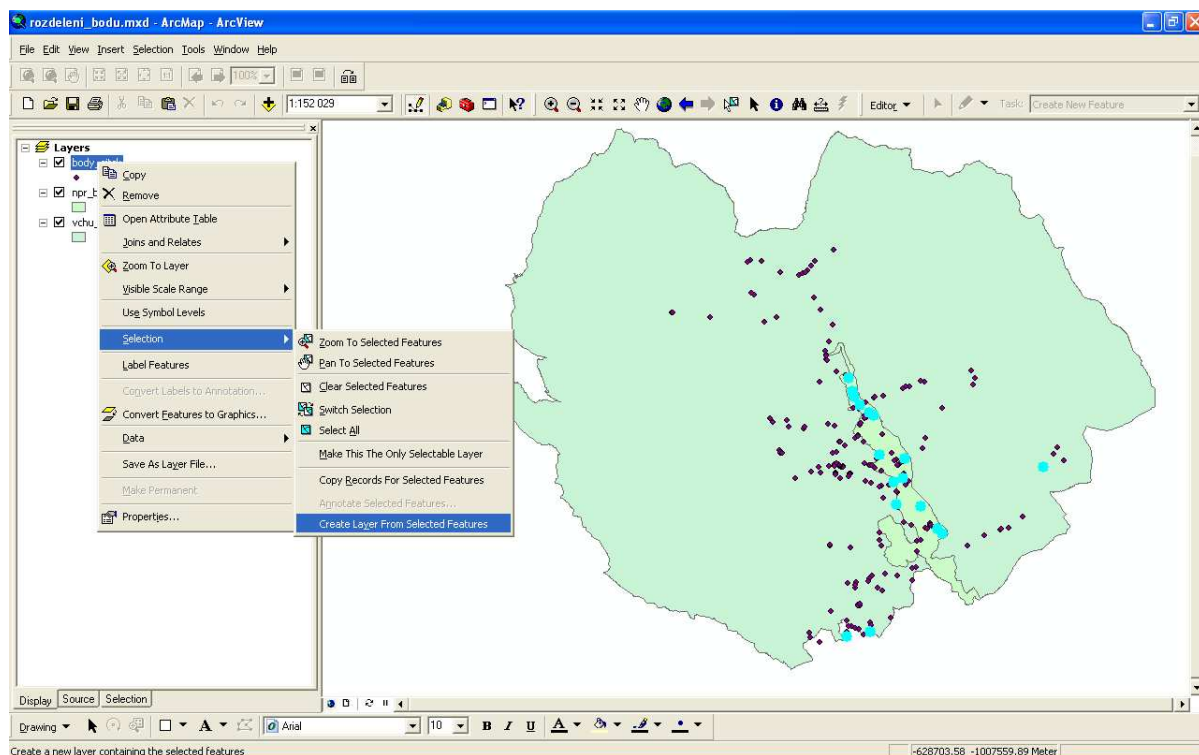 rozdeleni_bodu.mxd - ArcMap - ArcView
File Edit View Insert Selection Tools Window Help
100%
1:152 029
Editor
Task: Create New Feature
Layers
Copy
Remove
Open Attribute Table
Joins and Relates
Zoom To Layer
Visible Scale Range
Use Symbol Levels
Selection
Label Features
Convert Labels to Annotation...
Convert Features to Graphics...
Data
Save As Layer File...
Make Permanent
Properties...
Zoom To Selected Features
Pan To Selected Features
Clear Selected Features
Switch Selection
Select All
Make This The Only Selectable Layer
Copy Records For Selected Features
Annotate Selected Features...
Create Layer From Selected Features
Display Source Selection
Drawing A Arial 10 B I U A
Create a new layer containing the selected features
-628703.58 -1007559.89 Meter